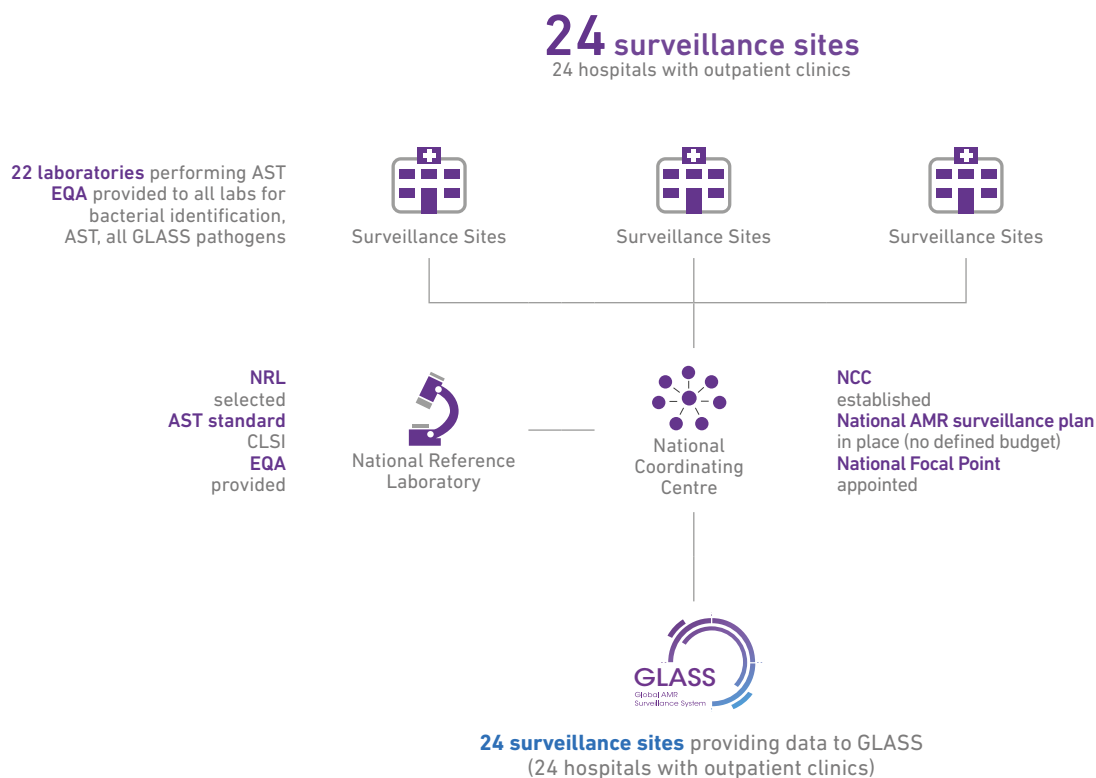 24 surveillance sites
24 hospitals with outpatient clinics
22 laboratories performing AST
EQA provided to all labs for
bacterial identification,
AST, all GLASS pathogens
Surveillance Sites
Surveillance Sites
Surveillance Sites
NRL
selected
AST standard
CLSI
EQA
provided
National Reference
Laboratory
National
Coordinating
Centre
NCC
established
National AMR surveillance plan
in place (no defined budget)
National Focal Point
appointed
GLASS
Global AMR
Surveillance System
24 surveillance sites providing data to GLASS
(24 hospitals with outpatient clinics)